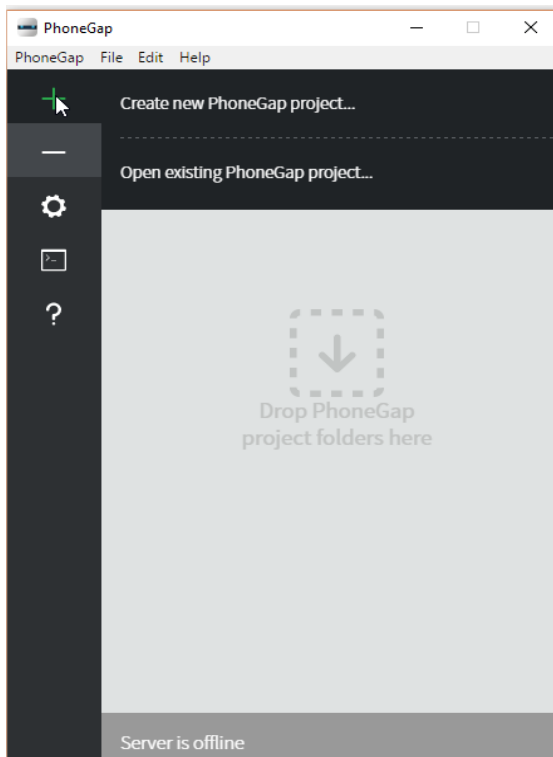 PhoneGap
PhoneGap File Edit Help
Create new PhoneGap project...
Open existing PhoneGap project...
Drop PhoneGap
project folders here
Server is offline